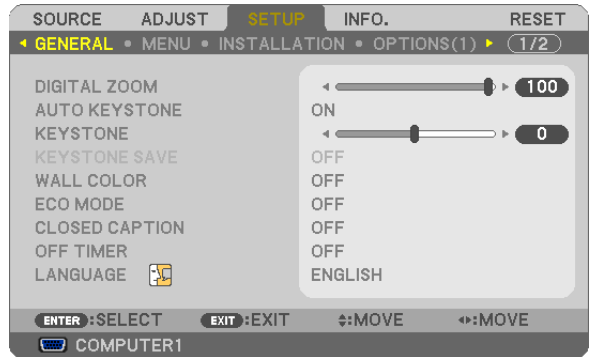 SOURCE ADJUST SETUP INFO. RESET
GENERAL • MENU • INSTALLATION • OPTIONS(1) 1/2
DIGITAL ZOOM 100
AUTO KEYSTONE ON
KEYSTONE 0
KEYSTONE SAVE OFF
WALL COLOR OFF
ECO MODE OFF
CLOSED CAPTION OFF
OFF TIMER OFF
LANGUAGE ENGLISH
ENTER :SELECT EXIT :EXIT :MOVE :MOVE
COMPUTER1